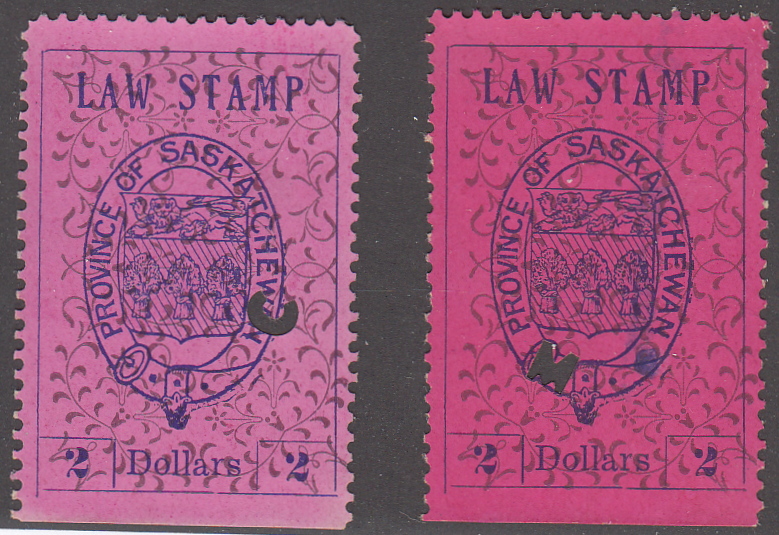 LAW STAMP
PROVINCE OF SASKATCHEWAN
2 Dollars 2
LAW STAMP
PROVINCE OF SASKATCHEWAN
2 Dollars 2